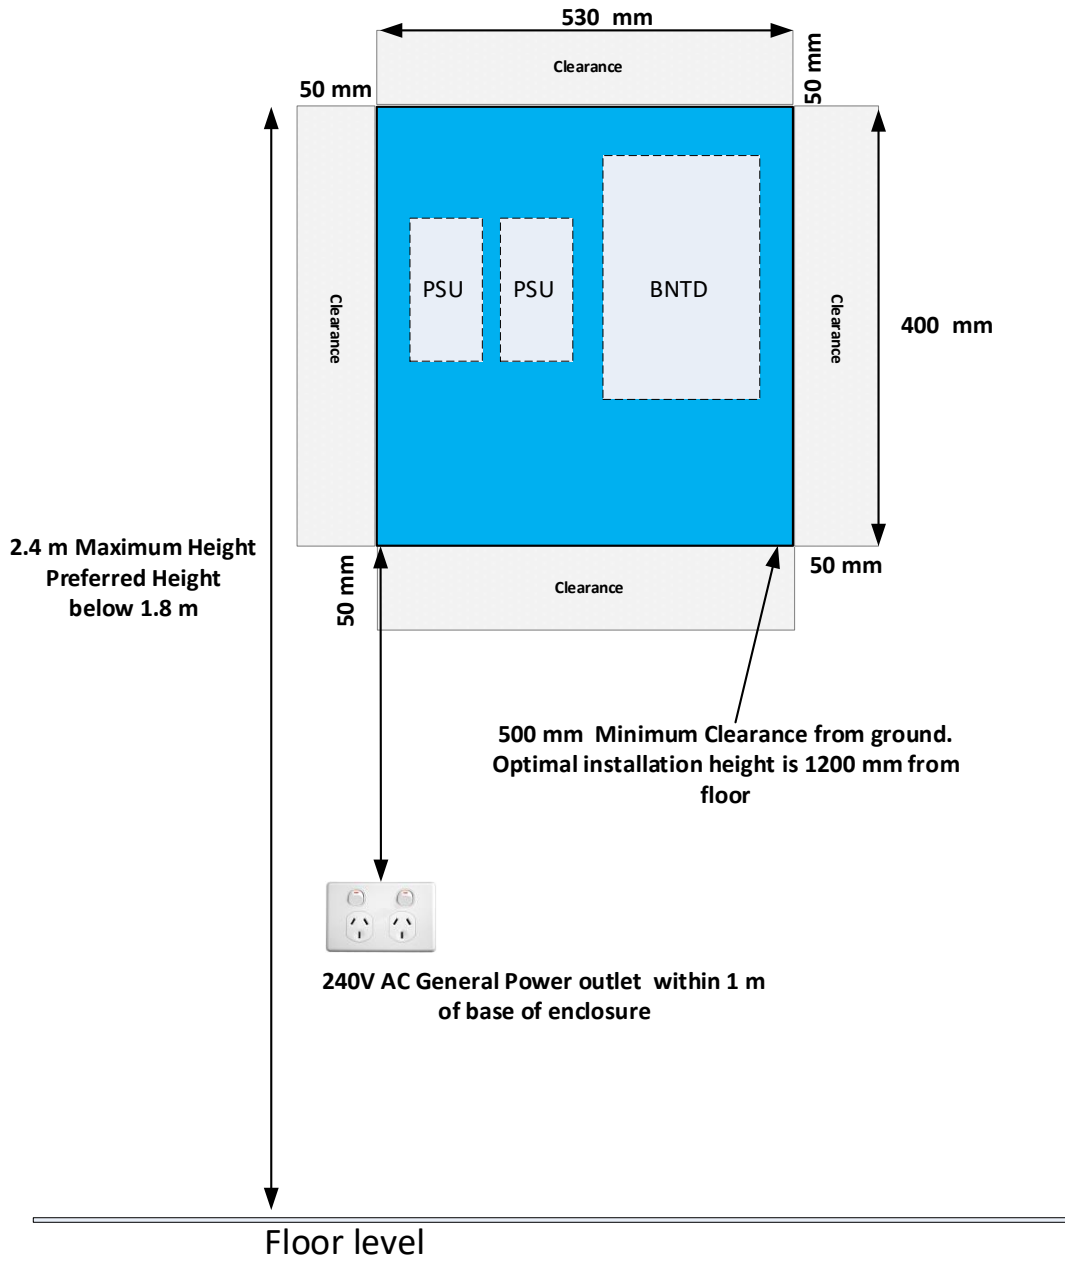 530 mm
50 mm
Clearance
50 mm
Clearance
PSU
PSU
BNTD
Clearance
400 mm
2.4 m Maximum Height
Preferred Height
below 1.8 m
50 mm
Clearance
50 mm
500 mm Minimum Clearance from ground.
Optimal installation height is 1200 mm from
floor
240V AC General Power outlet within 1 m
of base of enclosure
Floor level